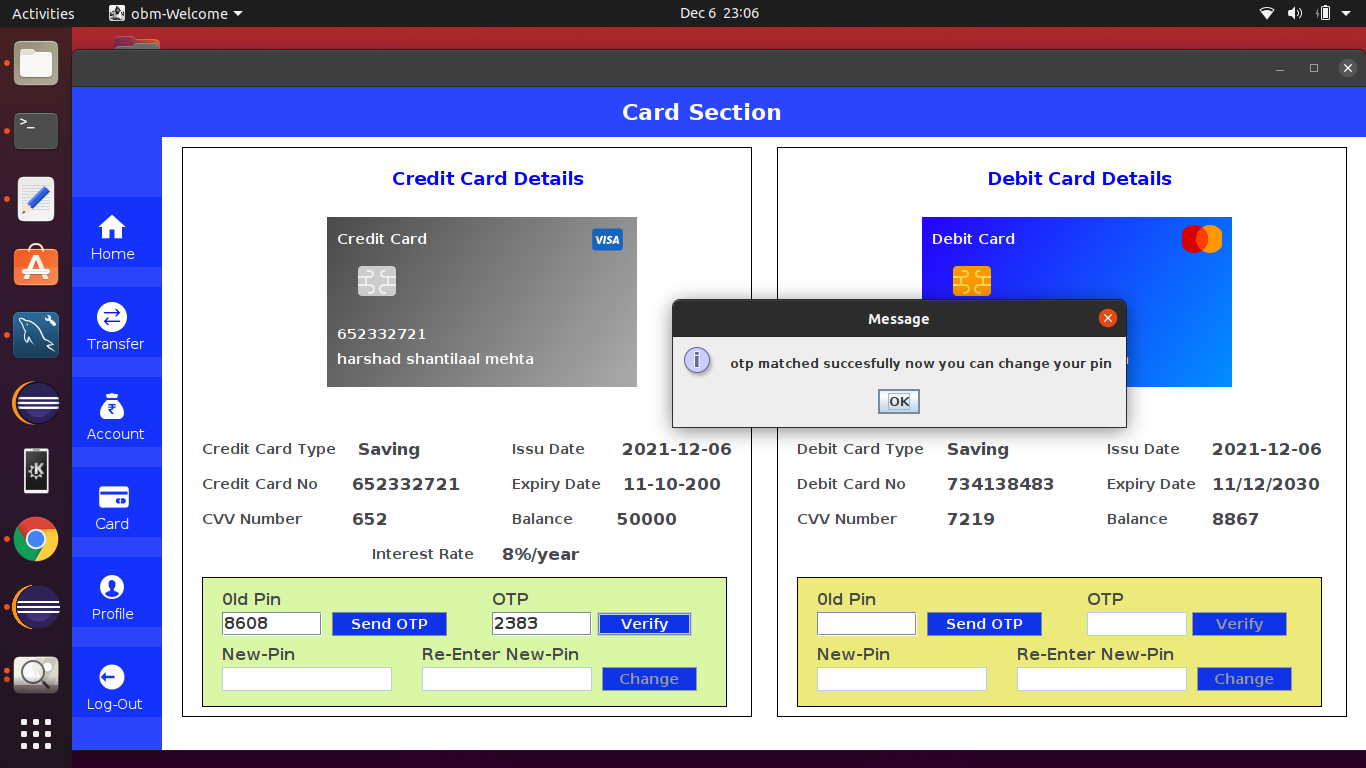 Activities obm-Welcome Dec 6 23:06
Card Section
Home
Transfer
Account
Card
Profile
Log-Out
Credit Card Details
Credit Card VISA
652332721
harshad shantilaal mehta
Credit Card Type Saving Issu Date 2021-12-06
Credit Card No 652332721 Expiry Date 11-10-200
CVV Number 652 Balance 50000
Interest Rate 8%/year
Old Pin OTP
8608 Send OTP 2383 Verify
New-Pin Re-Enter New-Pin
Change
Debit Card Details
Debit Card
Message
otp matched succesfully now you can change your pin
OK
Debit Card Type Saving Issu Date 2021-12-06
Debit Card No 734138483 Expiry Date 11/12/2030
CVV Number 7219 Balance 8867
Old Pin OTP
Send OTP Verify
New-Pin Re-Enter New-Pin
Change